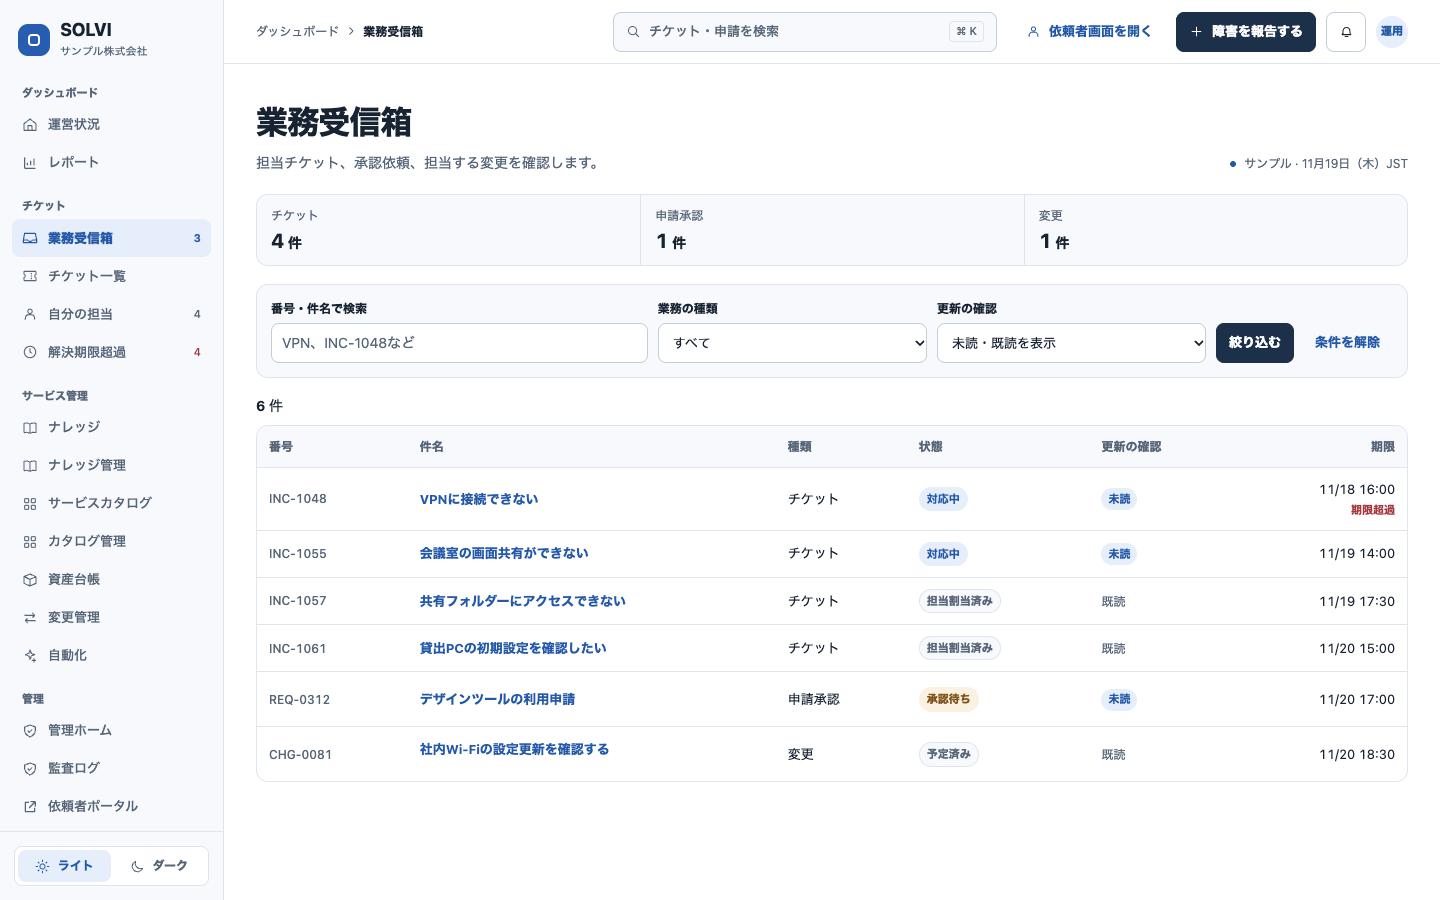 SOLVI
サンプル株式会社
ダッシュボード
運営状況
レポート
チケット
業務受信箱 3
チケット一覧
自分の担当 4
解決期限超過 4
サービス管理
ナレッジ
ナレッジ管理
サービスカタログ
カタログ管理
資産台帳
変更管理
自動化
管理
管理ホーム
監査ログ
依頼者ポータル
ライト ダーク
ダッシュボード > 業務受信箱
チケット・申請を検索 ⌘ K
依頼者画面を開く
+ 障害を報告する
運用
業務受信箱
担当チケット、承認依頼、担当する変更を確認します。
サンプル · 11月19日（木）JST
チケット
4 件
申請承認
1 件
変更
1 件
番号・件名で検索
VPN、INC-1048など
業務の種類
すべて
更新の確認
未読・既読を表示
絞り込む
条件を解除
6 件
番号 件名 種類 状態 更新の確認 期限
INC-1048 VPNに接続できない チケット 対応中 未読 11/18 16:00
期限超過
INC-1055 会議室の画面共有ができない チケット 対応中 未読 11/19 14:00
INC-1057 共有フォルダーにアクセスできない チケット 担当割当済み 既読 11/19 17:30
INC-1061 貸出PCの初期設定を確認したい チケット 担当割当済み 既読 11/20 15:00
REQ-0312 デザインツールの利用申請 申請承認 承認待ち 未読 11/20 17:00
CHG-0081 社内Wi-Fiの設定更新を確認する 変更 予定済み 既読 11/20 18:30